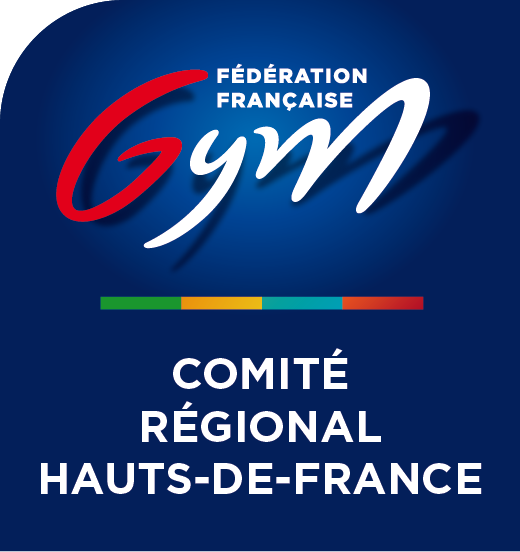 FÉDÉRATION
FRANÇAISE
Gym
COMITÉ
RÉGIONAL
HAUTS-DE-FRANCE